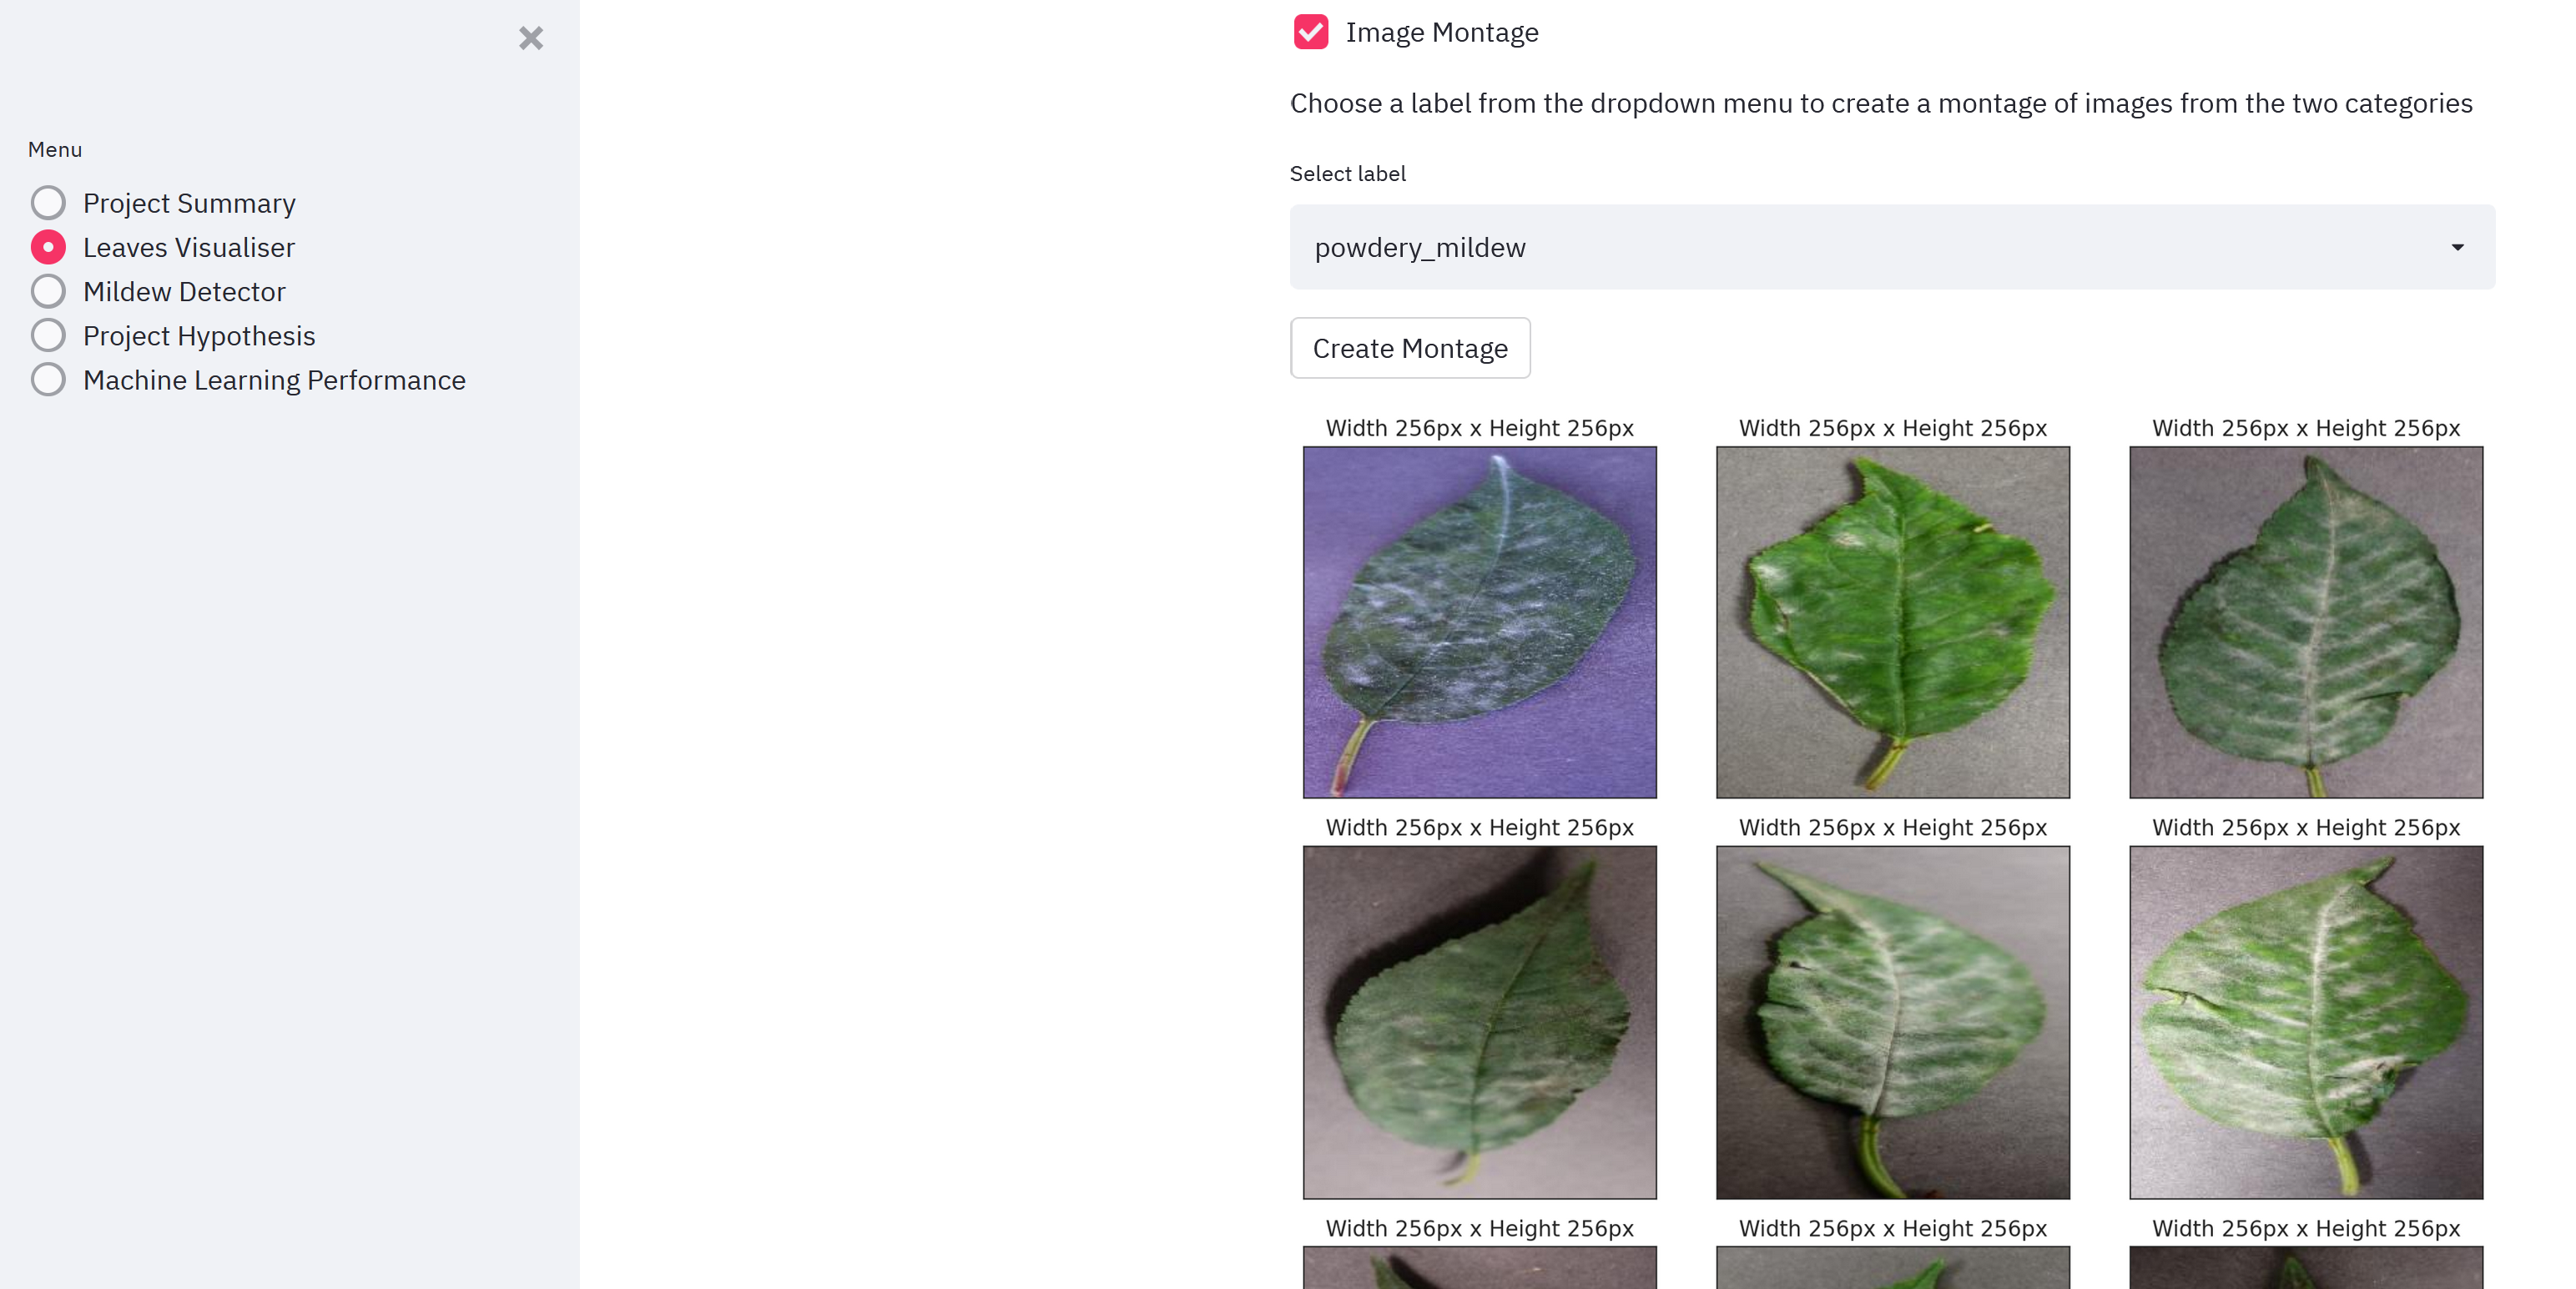 Menu
Project Summary
Leaves Visualiser
Mildew Detector
Project Hypothesis
Machine Learning Performance
Image Montage
Choose a label from the dropdown menu to create a montage of images from the two categories
Select label
powdery_mildew
Create Montage
Width 256px x Height 256px
Width 256px x Height 256px
Width 256px x Height 256px
Width 256px x Height 256px
Width 256px x Height 256px
Width 256px x Height 256px
Width 256px x Height 256px
Width 256px x Height 256px
Width 256px x Height 256px